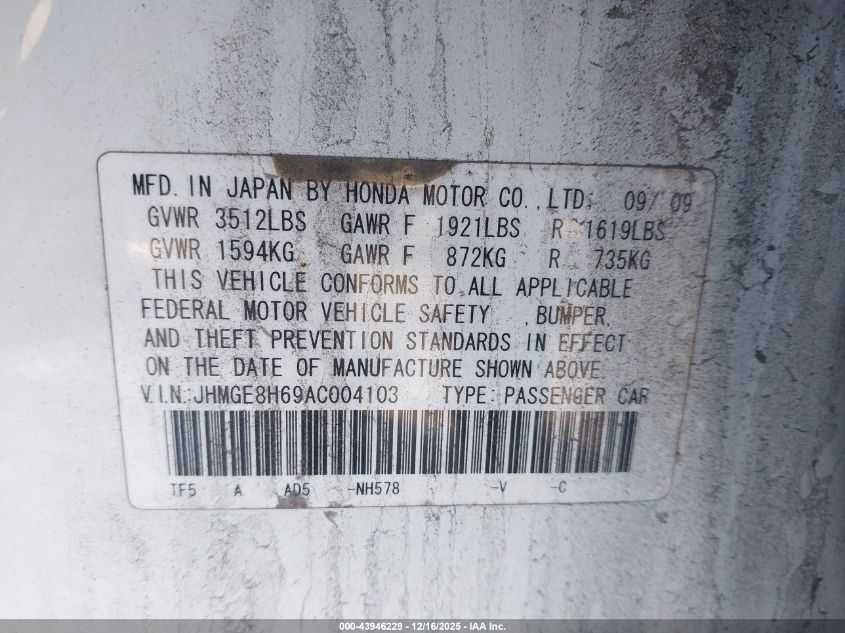 MFD. IN JAPAN BY HONDA MOTOR CO., LTD. 09/09
GVWR 3512LBS GAWR F 1921LBS R 1619LBS
GVWR 1594KG GAWR F 872KG R 735KG
THIS VEHICLE CONFORMS TO ALL APPLICABLE
FEDERAL MOTOR VEHICLE SAFETY , BUMPER,
AND THEFT PREVENTION STANDARDS IN EFFECT
ON THE DATE OF MANUFACTURE SHOWN ABOVE.
V.I.N.:JHMGE8H69AC004103 TYPE: PASSENGER CAR
TF5 A AD5 -NH578 -V -C
000-43946229 - 12/16/2025 - IAA Inc.